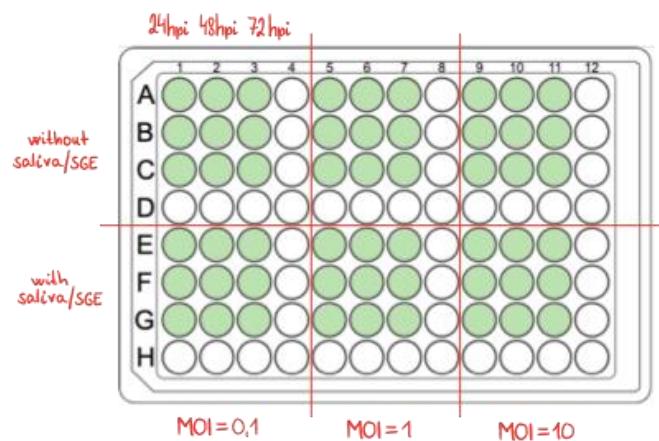 24hpi 48hpi 72hpi
1 2 3 4 5 6 7 8 9 10 11 12
A
B
without
saliva/SGE
C
D
E
with
saliva/SGE
F
G
H
MOI=0,1 MOI=1 MOI=10